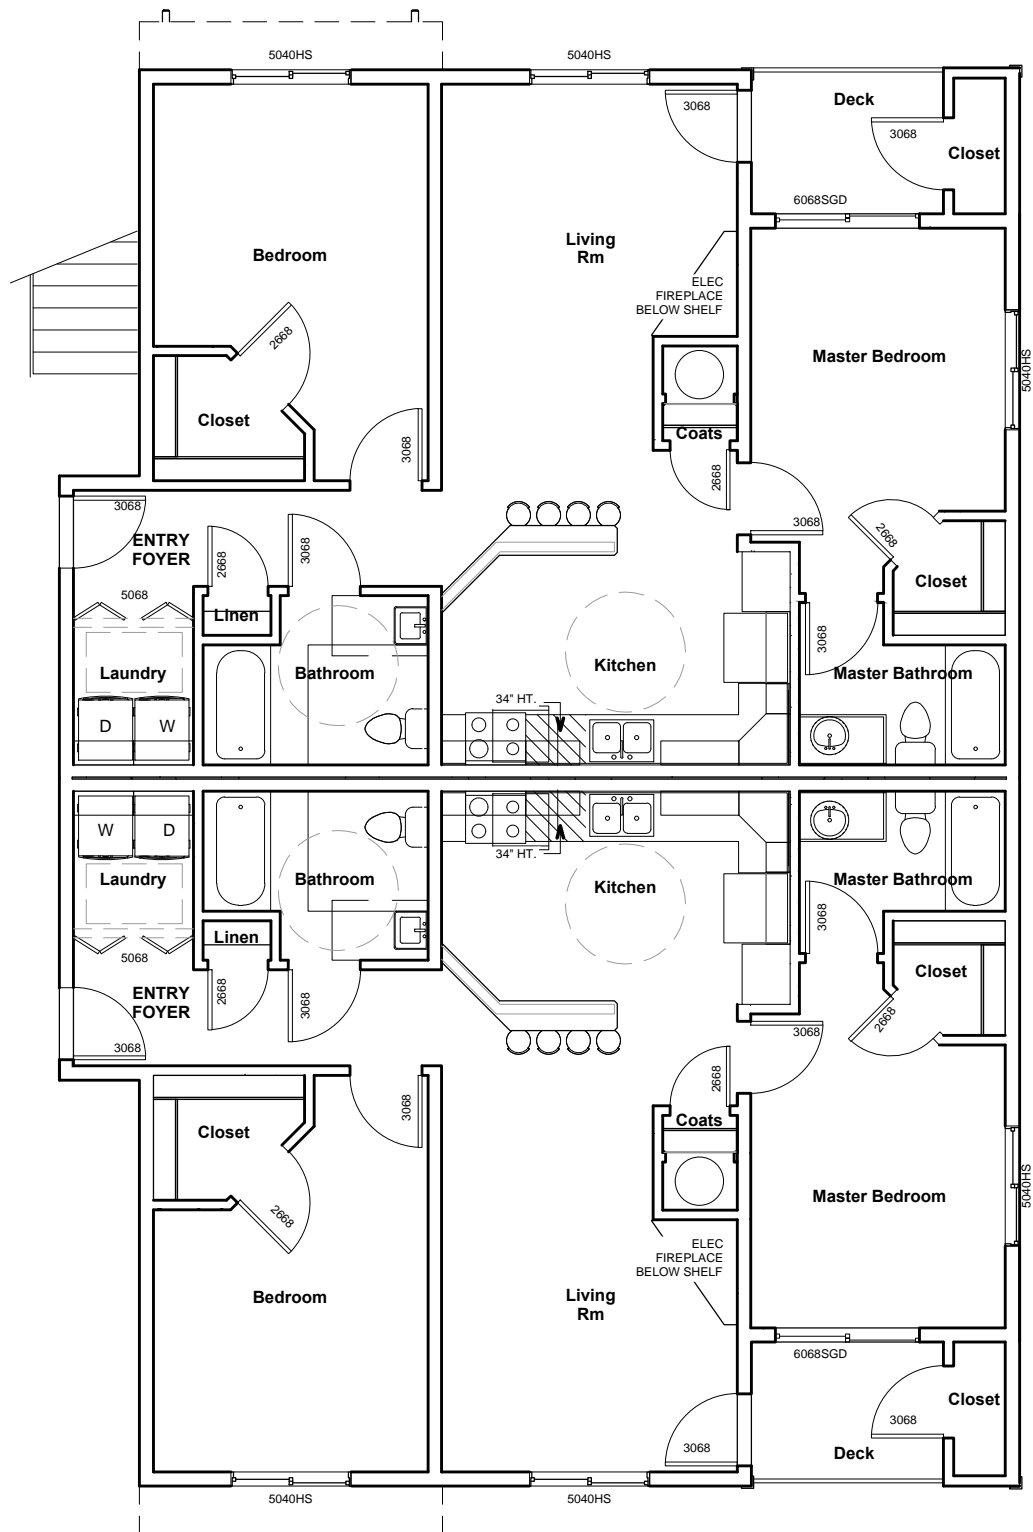 5040HS
5040HS
3068
Deck
3068
Closet
6068SGD
Bedroom
Living
Rm
ELEC
FIREPLACE
BELOW SHELF
2668
Master Bedroom
5040HS
Closet
Coats
3068
2668
3068
3068
2668
ENTRY
FOYER
2668
3068
Closet
5068
Linen
3068
Laundry
Bathroom
Kitchen
Master Bathroom
34" HT.
D
W
W
D
34" HT.
Laundry
Bathroom
Kitchen
Master Bathroom
3068
Linen
5068
Closet
ENTRY
FOYER
2668
3068
2668
3068
3068
2668
3068
Coats
Closet
5040HS
Master Bedroom
2668
ELEC
FIREPLACE
BELOW SHELF
Bedroom
Living
Rm
6068SGD
Closet
3068
3068
Deck
5040HS
5040HS